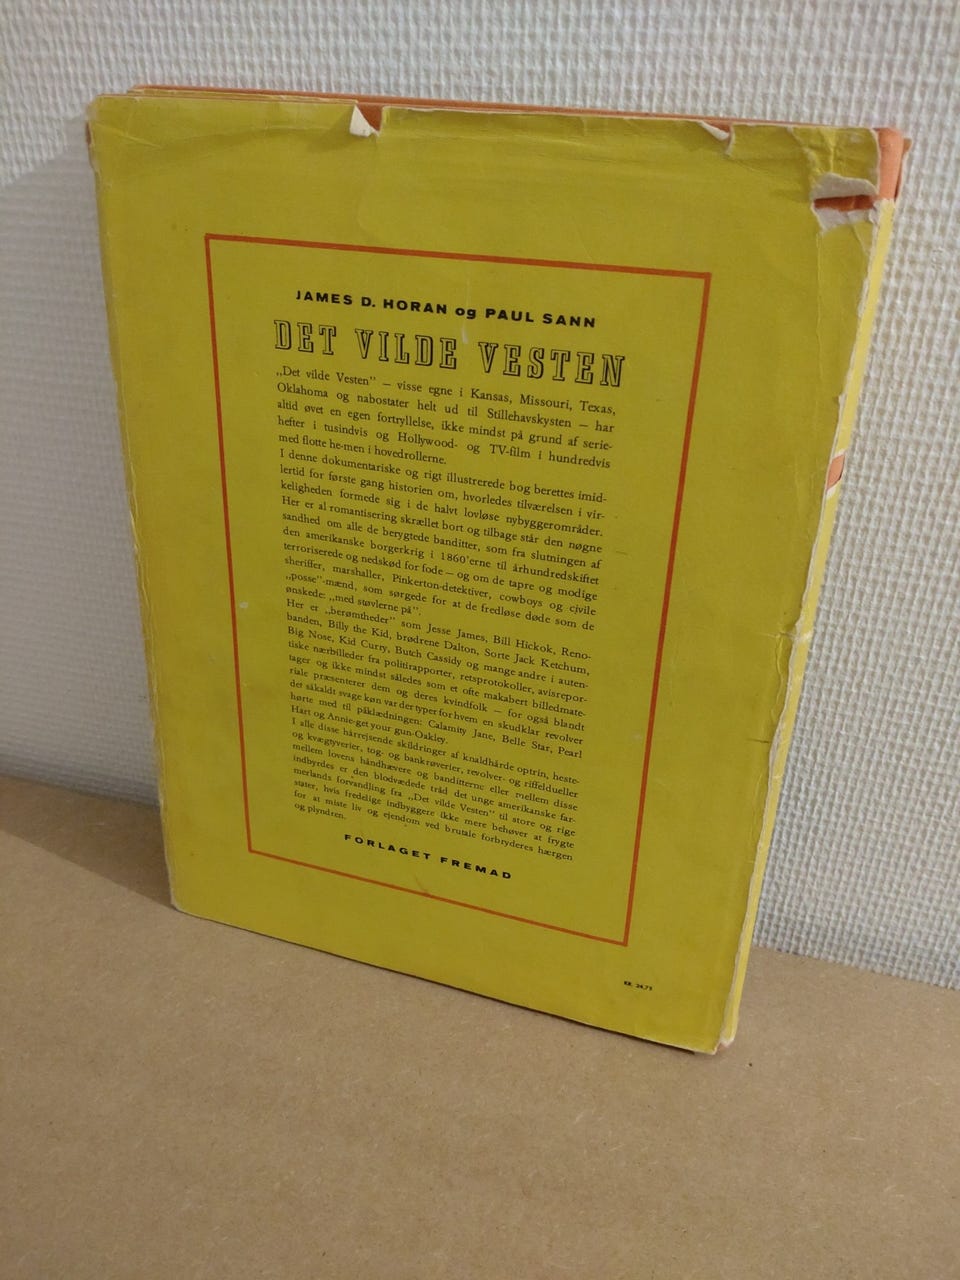 JAMES D. HORAN og PAUL SANN
DET VILDE VESTEN
„Det vilde Vesten” — visse egne i Kansas, Missouri, Texas,
Oklahoma og nabostater helt ud til Stillehavskysten — har
altid øvet en egen fortryllelse, ikke mindst på grund af serie-
hefter i tusindvis og Hollywood- og TV-film i hundredvis
med flotte he-men i hovedrollerne.
I denne dokumentariske og rigt illustrerede bog berettes imid-
lertid for første gang historien om, hvorledes tilværelsen i vir-
keligheden formede sig i de halvt lovløse nybyggerområder.
Her er al romantisering skrællet bort og tilbage står den nøgne
sandhed om alle de berygtede banditter, som fra slutningen af
den amerikanske borgerkrig i 1860'erne til århundredskiftet
terroriserede og nedskød for fode — og om de tapre og modige
sheriffer, marshaller, Pinkerton-detektiver, cowboys og civile
„posse”-mænd, som sørgede for at de fredløse døde som de
ønskede: „med støvlerne på”.
Her er „berømtheder” som Jesse James, Bill Hickok, Reno-
banden, Billy the Kid, brødrene Dalton, Sorte Jack Ketchum,
Big Nose, Kid Curry, Butch Cassidy og mange andre i auten-
tiske nærbilleder fra politirapporter, retsprotokoller, avisrepor-
tager og ikke mindst således som et ofte makabert billedmate-
riale præsenterer dem og deres kvindfolk — for også blandt
det såkaldt svage køn var der typer for hvem en skudklar revolver
hørte med til påklædningen: Calamity Jane, Belle Star, Pearl
Hart og Annie-get your gun-Oakley.
I alle disse hårrejsende skildringer af knaldhårde optrin, heste-
og kvægtyverier, tog- og bankrøverier, revolver- og riffeldueller
mellem lovens håndhævere og banditterne eller mellem disse
indbyrdes er den blodvædede tråd det unge amerikanske far-
merlands forvandling fra „Det vilde Vesten” til store og rige
stater, hvis fredelige indbyggere ikke mere behøver at frygte
for at miste liv og ejendom ved brutale forbryderes hærgen
og plyndren.
FORLAGET FREMAD
KR. 24,75